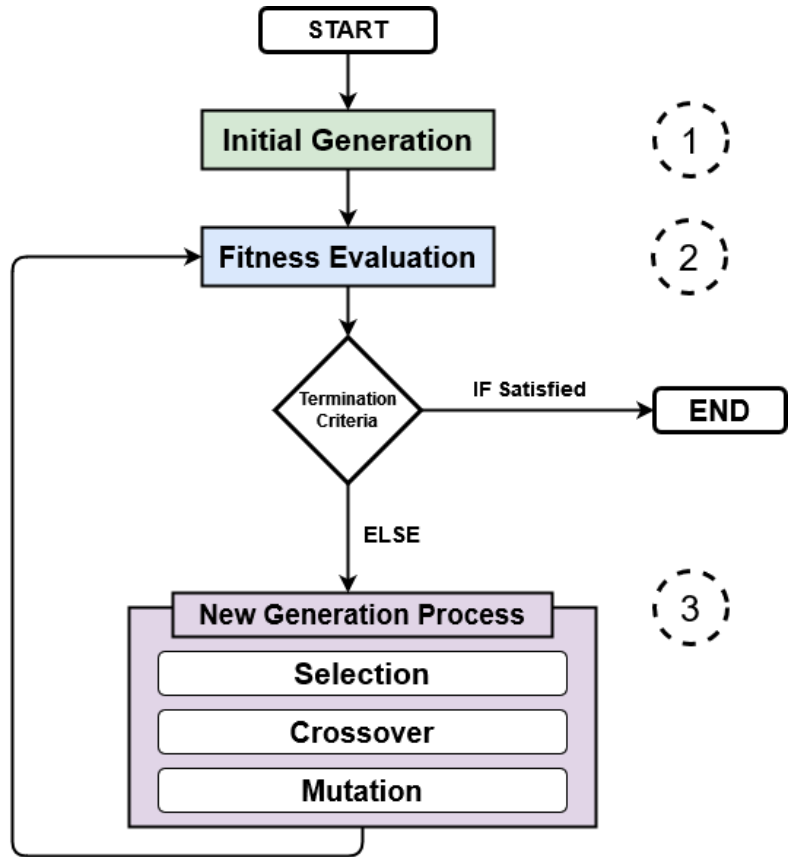 START
Initial Generation
1
Fitness Evaluation
2
Termination
Criteria
IF Satisfied
END
ELSE
New Generation Process
3
Selection
Crossover
Mutation